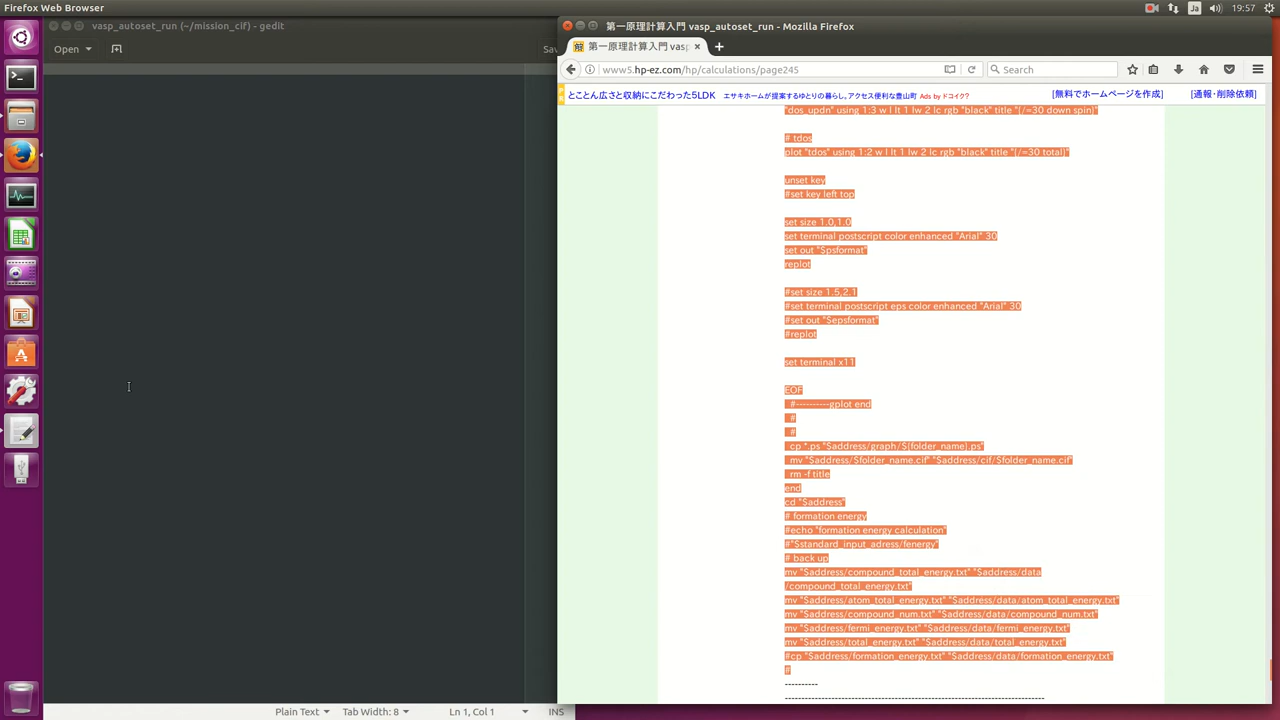 Firefox Web Browser
Ja
19:57
vasp_autoset_run (~/mission_cif) - gedit
第一原理計算入門 vasp_autoset_run - Mozilla Firefox
Open
Sa
第一原理計算入門 vasp
www5.hp-ez.com/hp/calculations/page245
Search
とことん広さと収納にこだわった5LDK エサキホームが提案するゆとりの暮らし。アクセス便利な豊山町 Ads by ドコイク?
[無料でホームページを作成]
[通報・削除依頼]
"dos_updn" using 1:3 w l lt 1 lw 2 lc rgb "black" title "{/=30 down spin}"
# tdos
plot "tdos" using 1:2 w l lt 1 lw 2 lc rgb "black" title "{/=30 total}"
unset key
#set key left top
set size 1.0,1.0
set terminal postscript color enhanced "Arial" 30
set out "$psformat"
replot
#set size 1.5,2.1
#set terminal postscript eps color enhanced "Arial" 30
#set out "$epsformat"
#replot
set terminal x11
EOF
#----------gplot end
#
#
cp *.ps "$address/graph/${folder_name}.ps"
mv "$address/$folder_name.cif" "$address/cif/$folder_name.cif"
rm -f title
end
cd "$address"
# formation energy
#echo "formation energy calculation"
#"$standard_input_adress/fenergy"
# back up
mv "$address/compound_total_energy.txt" "$address/data
/compound_total_energy.txt"
mv "$address/atom_total_energy.txt" "$address/data/atom_total_energy.txt"
mv "$address/compound_num.txt" "$address/data/compound_num.txt"
mv "$address/fermi_energy.txt" "$address/data/fermi_energy.txt"
mv "$address/total_energy.txt" "$address/data/total_energy.txt"
#cp "$address/formation_energy.txt" "$address/data/formation_energy.txt"
#
----------
------------------------------------------------------------------------------
Plain Text
Tab Width: 8
Ln 1, Col 1
INS